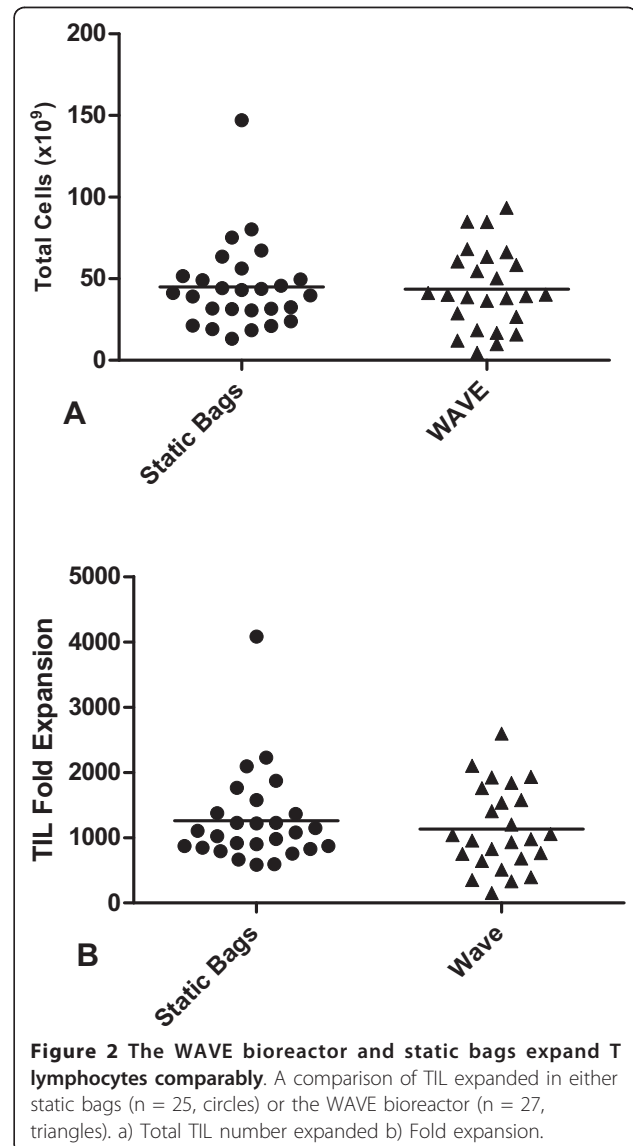 200
150
100
50
0
Total Cells (x10⁹)
A
Static Bags
WAVE
5000
4000
3000
2000
1000
0
TIL Fold Expansion
B
Static Bags
Wave
Figure 2 The WAVE bioreactor and static bags expand T
lymphocytes comparably. A comparison of TIL expanded in either
static bags (n = 25, circles) or the WAVE bioreactor (n = 27,
triangles). a) Total TIL number expanded b) Fold expansion.